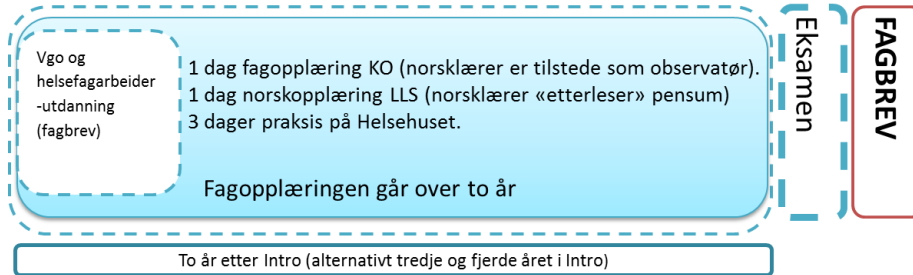 Vgo og
helsefagarbeider
-utdanning
(fagbrev)
1 dag fagopplæring KO (norsklærer er tilstede som observatør).
1 dag norskopplæring LLS (norsklærer «etterleser» pensum)
3 dager praksis på Helsehuset.
Fagopplæringen går over to år
Eksamen
FAGBREV
To år etter Intro (alternativt tredje og fjerde året i Intro)